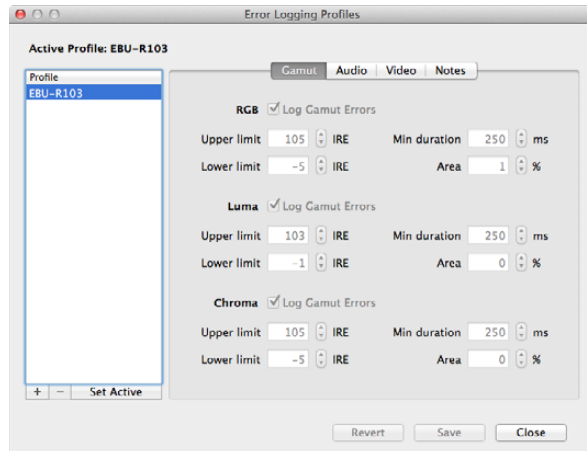 Error Logging Profiles
Active Profile: EBU-R103
Profile
EBU-R103
+ − Set Active
Gamut Audio Video Notes
RGB Log Gamut Errors
Upper limit 105 IRE Min duration 250 ms
Lower limit -5 IRE Area 1 %
Luma Log Gamut Errors
Upper limit 103 IRE Min duration 250 ms
Lower limit -1 IRE Area 0 %
Chroma Log Gamut Errors
Upper limit 105 IRE Min duration 250 ms
Lower limit -5 IRE Area 0 %
Revert Save Close